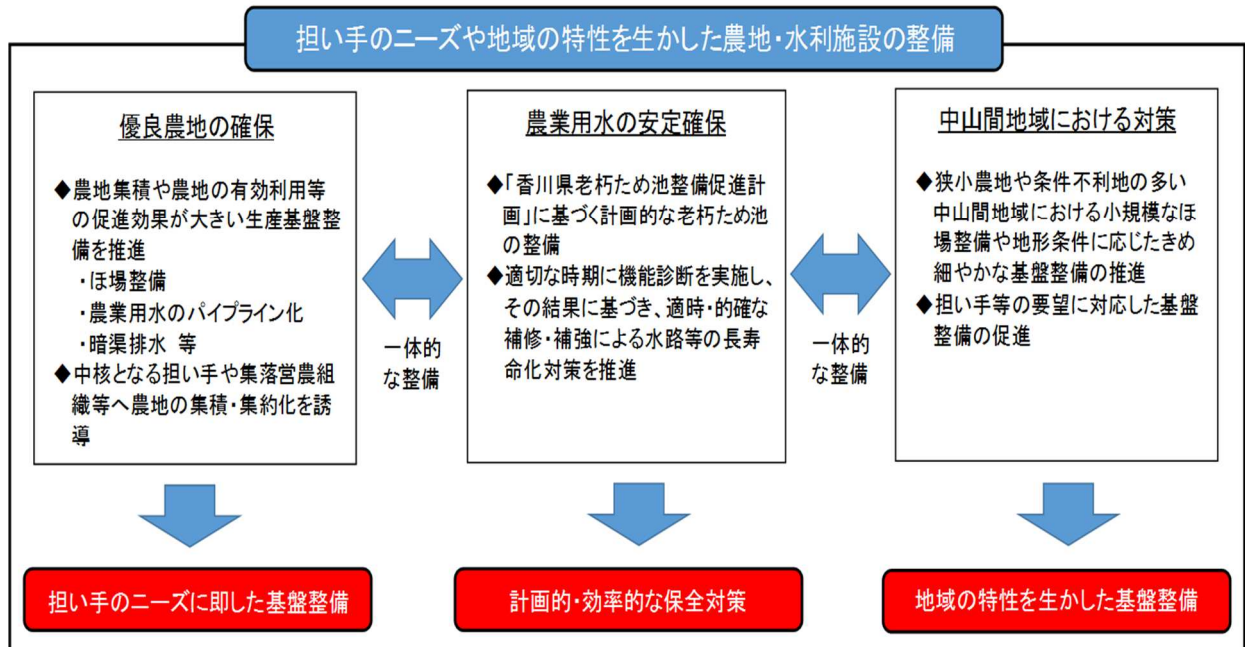 担い手のニーズや地域の特性を生かした農地・水利施設の整備
優良農地の確保
◆農地集積や農地の有効利用等
の促進効果が大きい生産基盤整
備を推進
・ほ場整備
・農業用水のパイプライン化
・暗渠排水 等
◆中核となる担い手や集落営農組
織等へ農地の集積・集約化を誘
導
一体的
な整備
農業用水の安定確保
◆「香川県老朽ため池整備促進計
画」に基づく計画的な老朽ため池
の整備
◆適切な時期に機能診断を実施し、
その結果に基づき、適時・的確な
補修・補強による水路等の長寿
命化対策を推進
一体的
な整備
中山間地域における対策
◆狭小農地や条件不利地の多い
中山間地域における小規模なほ
場整備や地形条件に応じたきめ
細やかな基盤整備の推進
◆担い手等の要望に対応した基盤
整備の促進
担い手のニーズに即した基盤整備
計画的・効率的な保全対策
地域の特性を生かした基盤整備